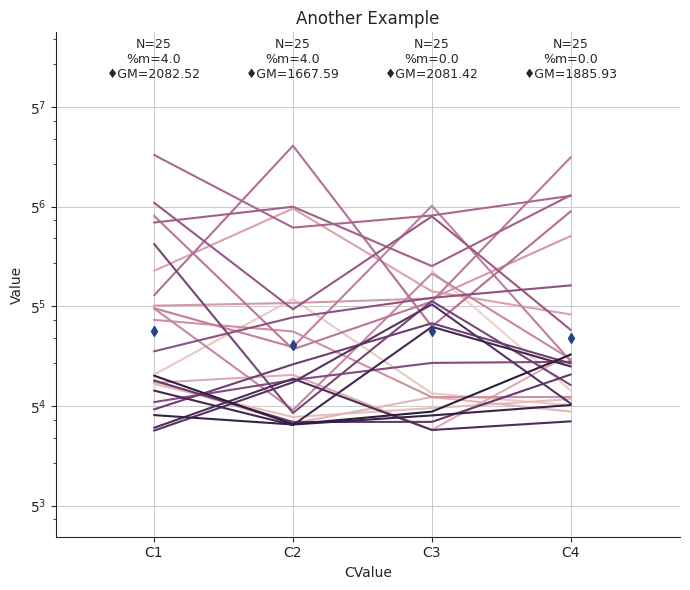 Another Example
N=25 N=25 N=25 N=25
%m=4.0 %m=4.0 %m=0.0 %m=0.0
♦GM=2082.52 ♦GM=1667.59 ♦GM=2081.42 ♦GM=1885.93
5⁷
5⁶
5⁵
5⁴
5³
Value
C1 C2 C3 C4
CValue